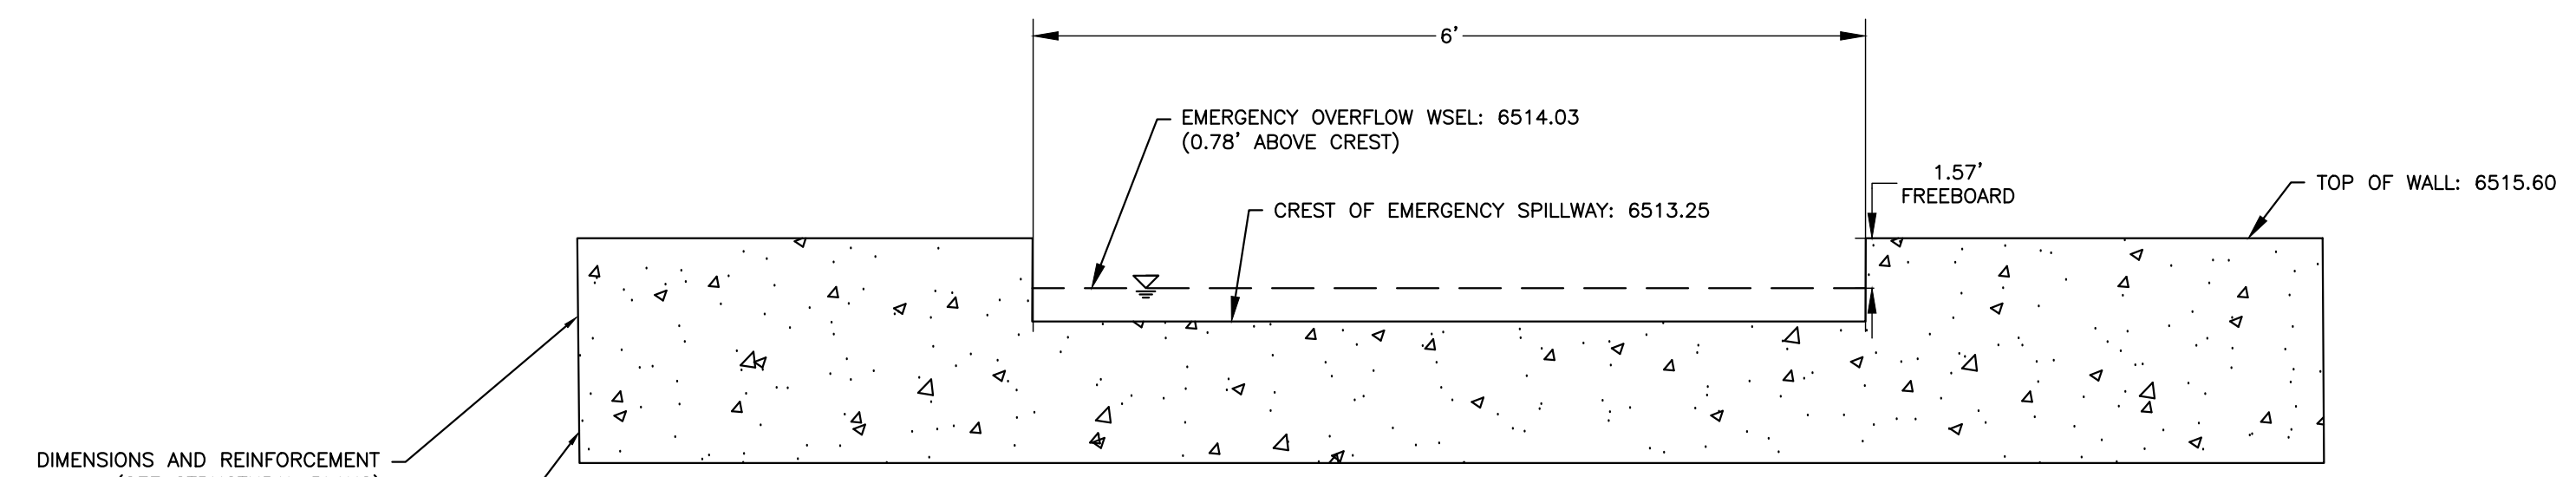 6'
EMERGENCY OVERFLOW WSEL: 6514.03
(0.78' ABOVE CREST)
1.57'
FREEBOARD
TOP OF WALL: 6515.60
CREST OF EMERGENCY SPILLWAY: 6513.25
DIMENSIONS AND REINFORCEMENT